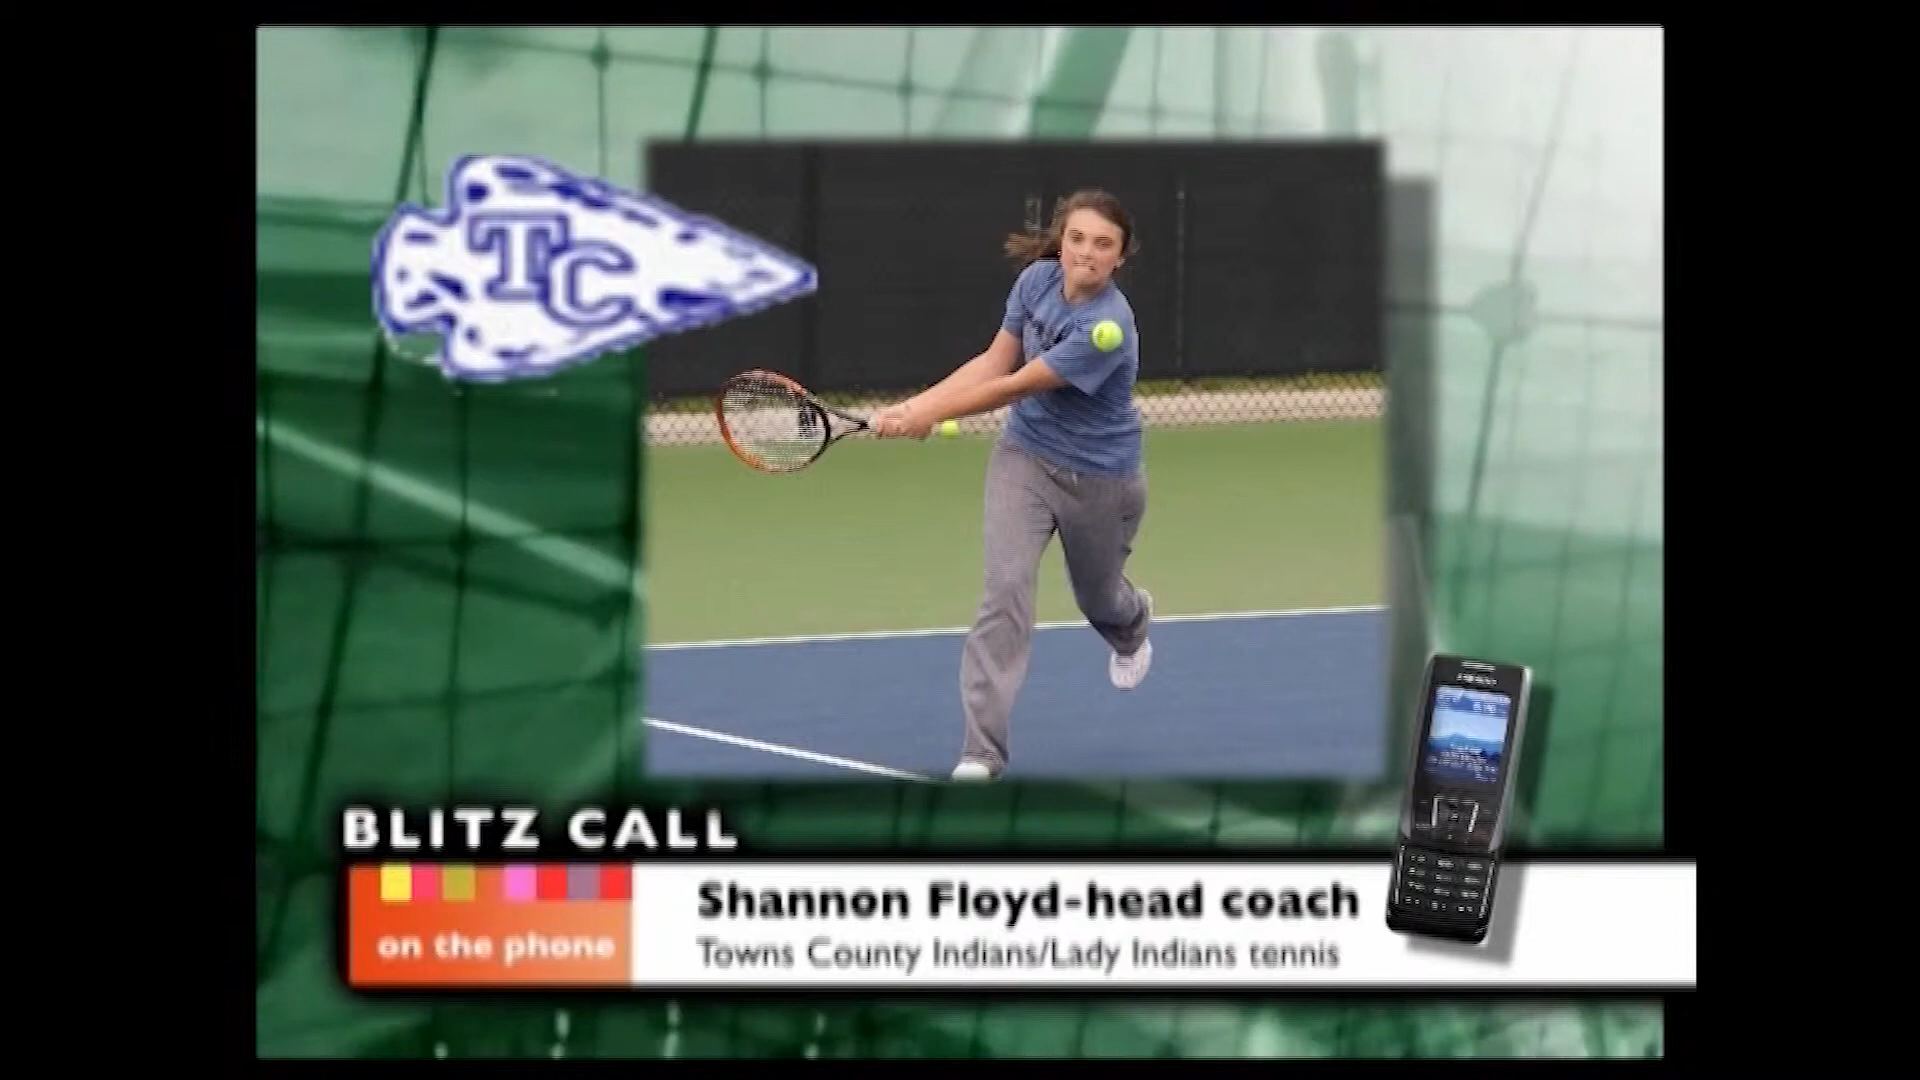 TC
BLITZ CALL
on the phone
Shannon Floyd-head coach
Towns County Indians/Lady Indians tennis